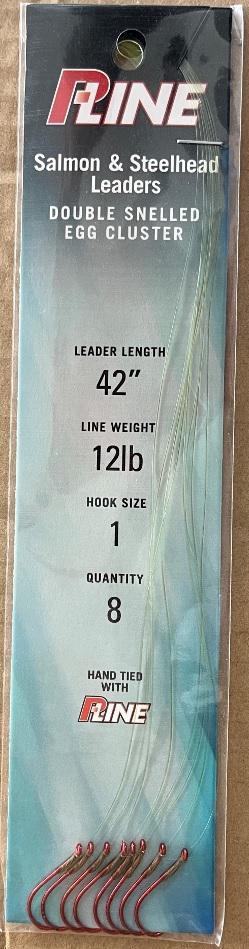 P-LINE
Salmon & Steelhead
Leaders
DOUBLE SNELLED
EGG CLUSTER
LEADER LENGTH
42"
LINE WEIGHT
12lb
HOOK SIZE
1
QUANTITY
8
HAND TIED
WITH
P-LINE